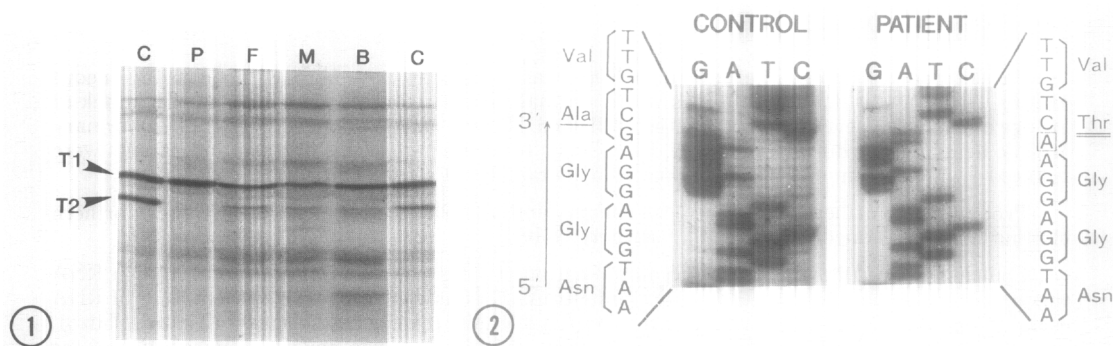 C P F M B C
T1
T2
1
CONTROL PATIENT
G A T C
G A T C
3'
5'
Val
Ala
Gly
Gly
Asn
T
T
G
T
C
G
A
G
G
A
G
G
T
A
A
T
T
G
T
C
A
A
G
G
A
G
G
T
A
A
Val
Thr
Gly
Gly
Asn
2